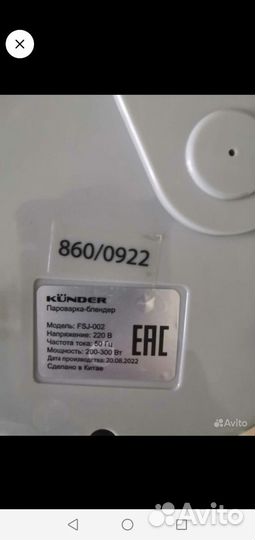 860/0922
KÜNDER
Пароварка-блендер
Модель: FSJ-002
Напряжение: 220 В
Частота тока: 50 Гц
Мощность: 200-300 Вт
Дата производства: 20.08.2022
Сделано в Китае
EAC
Avito
Avito